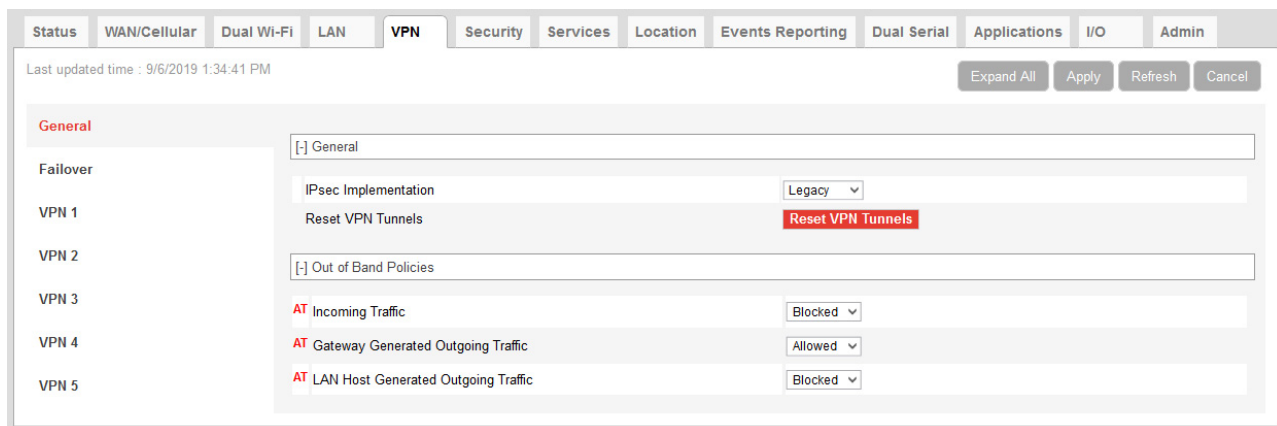 Status WAN/Cellular Dual Wi-Fi LAN VPN Security Services Location Events Reporting Dual Serial Applications I/O Admin
Last updated time : 9/6/2019 1:34:41 PM
Expand All Apply Refresh Cancel
General
Failover
VPN 1
VPN 2
VPN 3
VPN 4
VPN 5
[-] General
IPsec Implementation Legacy
Reset VPN Tunnels Reset VPN Tunnels
[-] Out of Band Policies
AT Incoming Traffic Blocked
AT Gateway Generated Outgoing Traffic Allowed
AT LAN Host Generated Outgoing Traffic Blocked